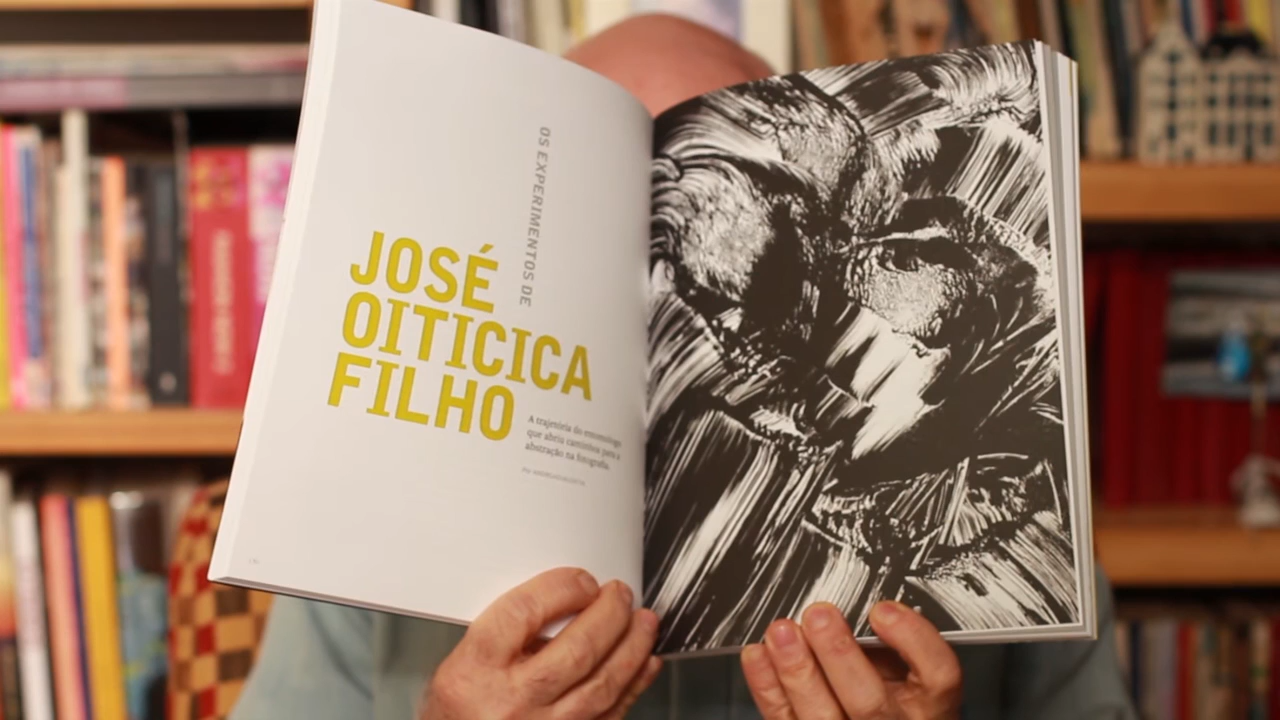 OS EXPERIMENTOS DE
JOSÉ
OITICICA
FILHO
A trajetória do entomólogo
que abriu caminhos para a
abstração na fotografia.